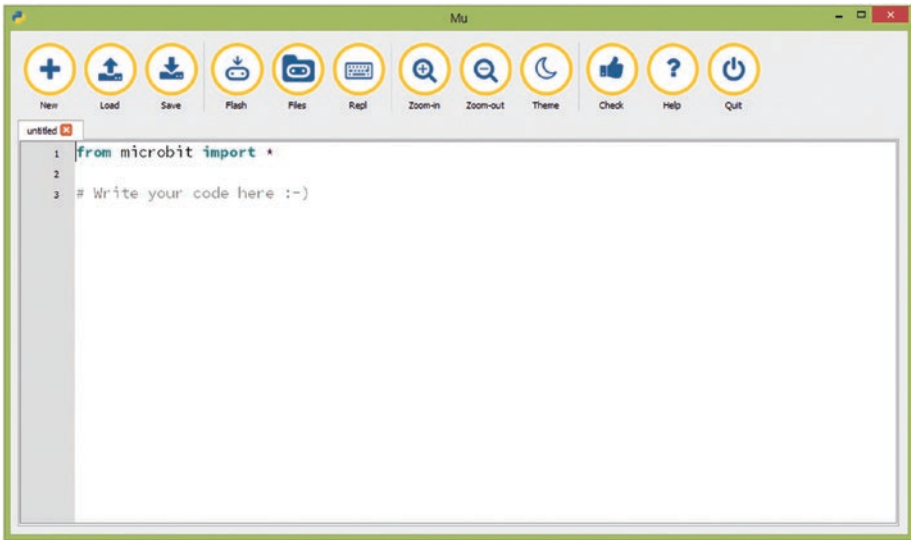 Mu
New Load Save Flash Files Repl Zoom-in Zoom-out Theme Check Help Quit
untitled
1 from microbit import *
2
3 # Write your code here :-)